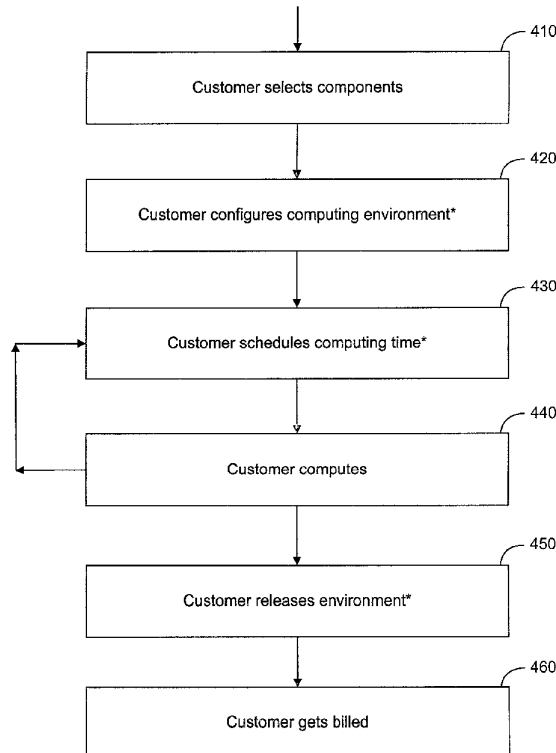 410
Customer selects components
420
Customer configures computing environment*
430
Customer schedules computing time*
440
Customer computes
450
Customer releases environment*
460
Customer gets billed